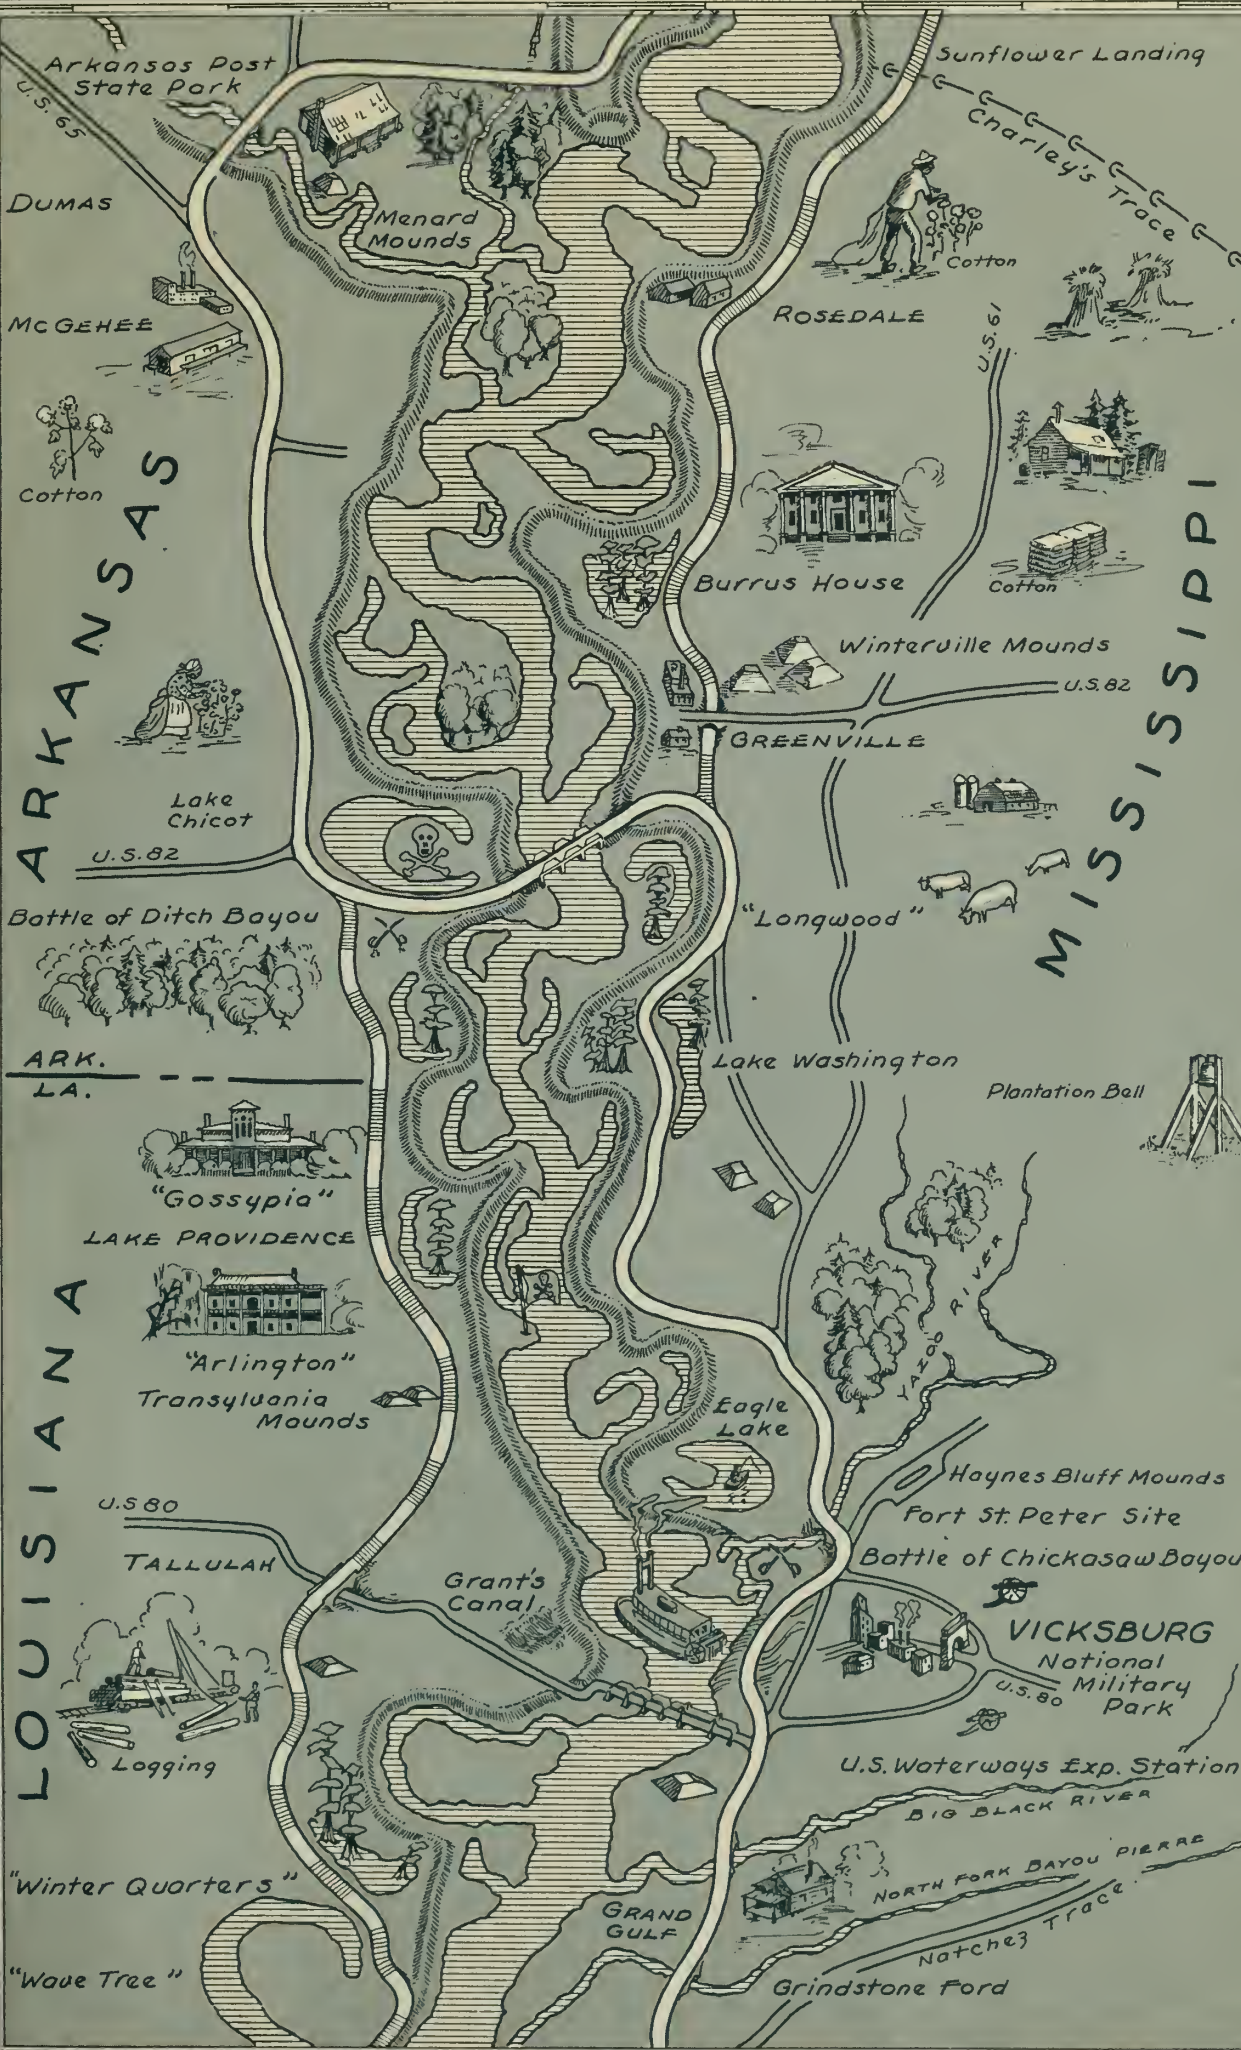 Arkansas Post
State Park
Sunflower Landing
U.S. 65
Charley's Trace
DUMAS
Menard
Mounds
Cotton
MCGEHEE
ROSEDALE
U.S. 61
Cotton
ARKANSAS
MISSISSIPPI
Burrus House
Cotton
Winterville Mounds
U.S. 82
GREENVILLE
Lake
Chicot
U.S. 82
Battle of Ditch Bayou
"Longwood"
ARK.
LA.
Lake Washington
Plantation Bell
"Gossypia"
LAKE PROVIDENCE
YAZOO RIVER
LOUISIANA
"Arlington"
Transylvania
Mounds
Eagle
Lake
Haynes Bluff Mounds
U.S 80
Fort St. Peter Site
TALLULAH
Battle of Chickasaw Bayou
Grant's
Canal
VICKSBURG
National
Military
Park
U.S. 80
Logging
U.S. Waterways Exp. Station
BIG BLACK RIVER
"Winter Quarters"
NORTH FORK BAYOU PIERRE
GRAND
GULF
Natchez Trace
"Wave Tree"
Grindstone Ford